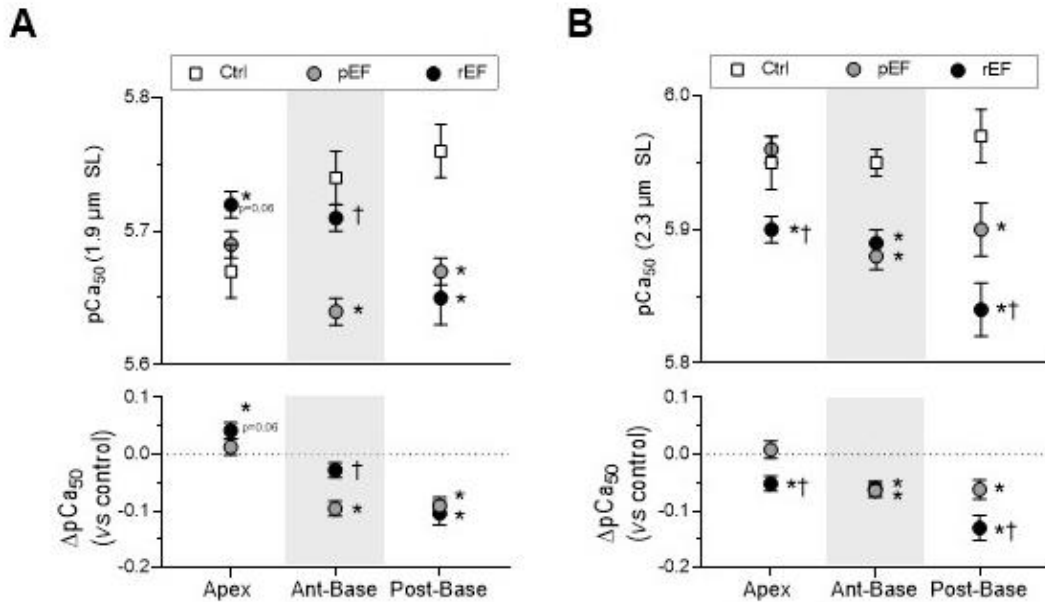 A
Ctrl pEF rEF
5.8
5.7
5.6
pCa50 (1.9 µm SL)
*
p=0.06
†
*
*
*
0.1
0.0
-0.1
-0.2
ΔpCa50
(vs control)
*
p=0.06
†
*
*
*
Apex Ant-Base Post-Base
B
Ctrl pEF rEF
6.0
5.9
5.8
pCa50 (2.3 µm SL)
*†
*
*
*
*†
0.1
0.0
-0.1
-0.2
ΔpCa50
(vs control)
*†
*
*
*
*†
Apex Ant-Base Post-Base